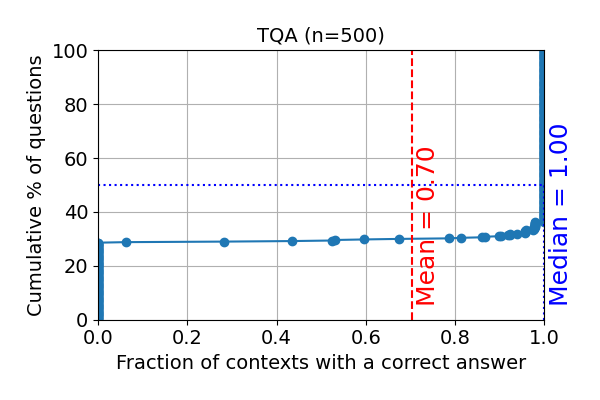 TQA (n=500)
Cumulative % of questions
100
80
60
40
20
0
Mean = 0.70
Median = 1.00
0.0 0.2 0.4 0.6 0.8 1.0
Fraction of contexts with a correct answer